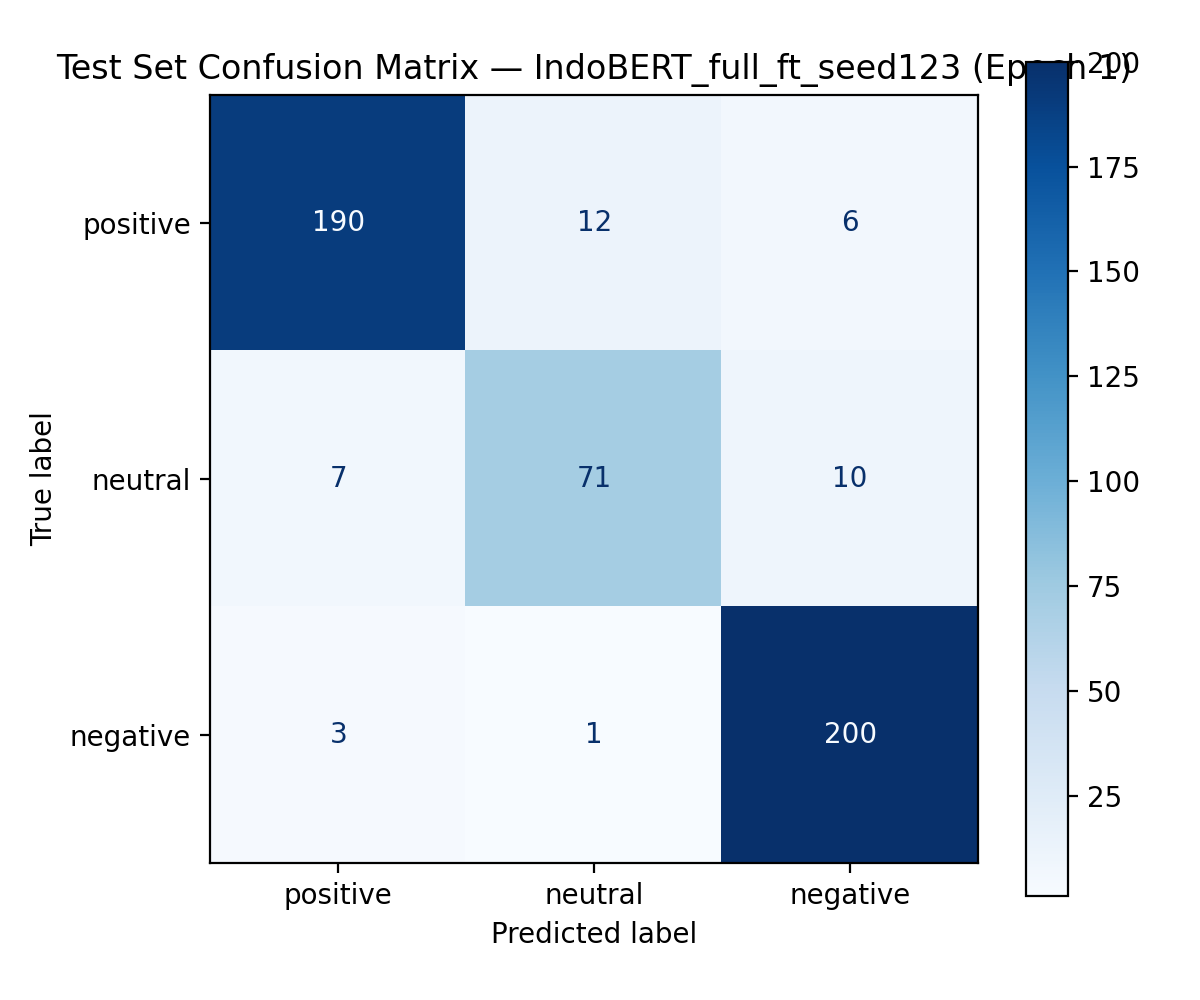 Test Set Confusion Matrix — IndoBERT_full_ft_seed123 (Epoch 1)
200
175
150
125
100
75
50
25
True label
positive
190 12 6
neutral
7 71 10
negative
3 1 200
positive neutral negative
Predicted label